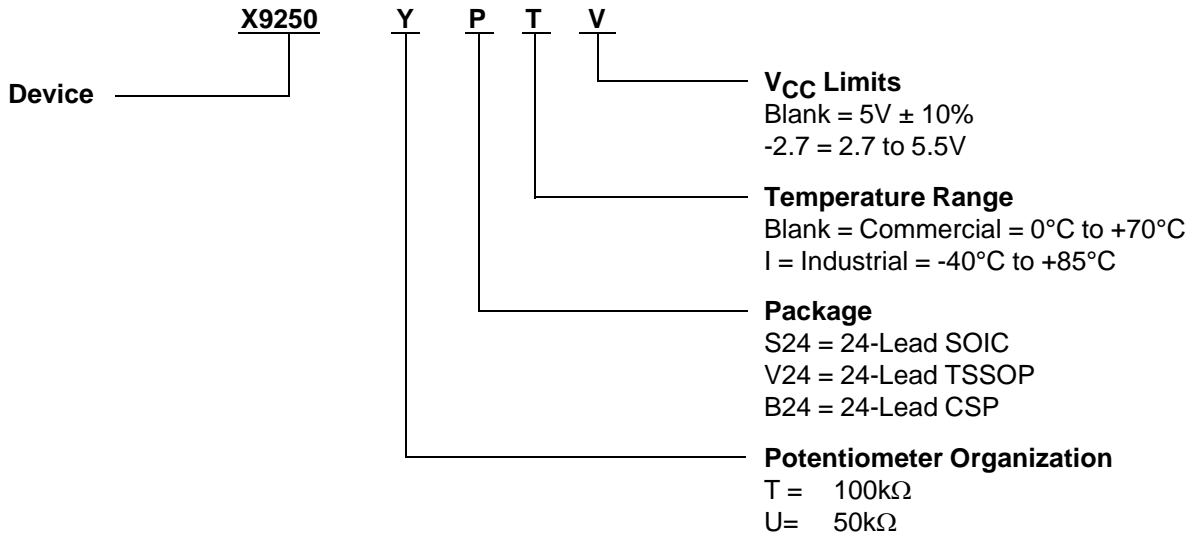 X9250 Y P T V
Device
VCC Limits
Blank = 5V ± 10%
-2.7 = 2.7 to 5.5V
Temperature Range
Blank = Commercial = 0°C to +70°C
I = Industrial = -40°C to +85°C
Package
S24 = 24-Lead SOIC
V24 = 24-Lead TSSOP
B24 = 24-Lead CSP
Potentiometer Organization
T = 100kΩ
U= 50kΩ